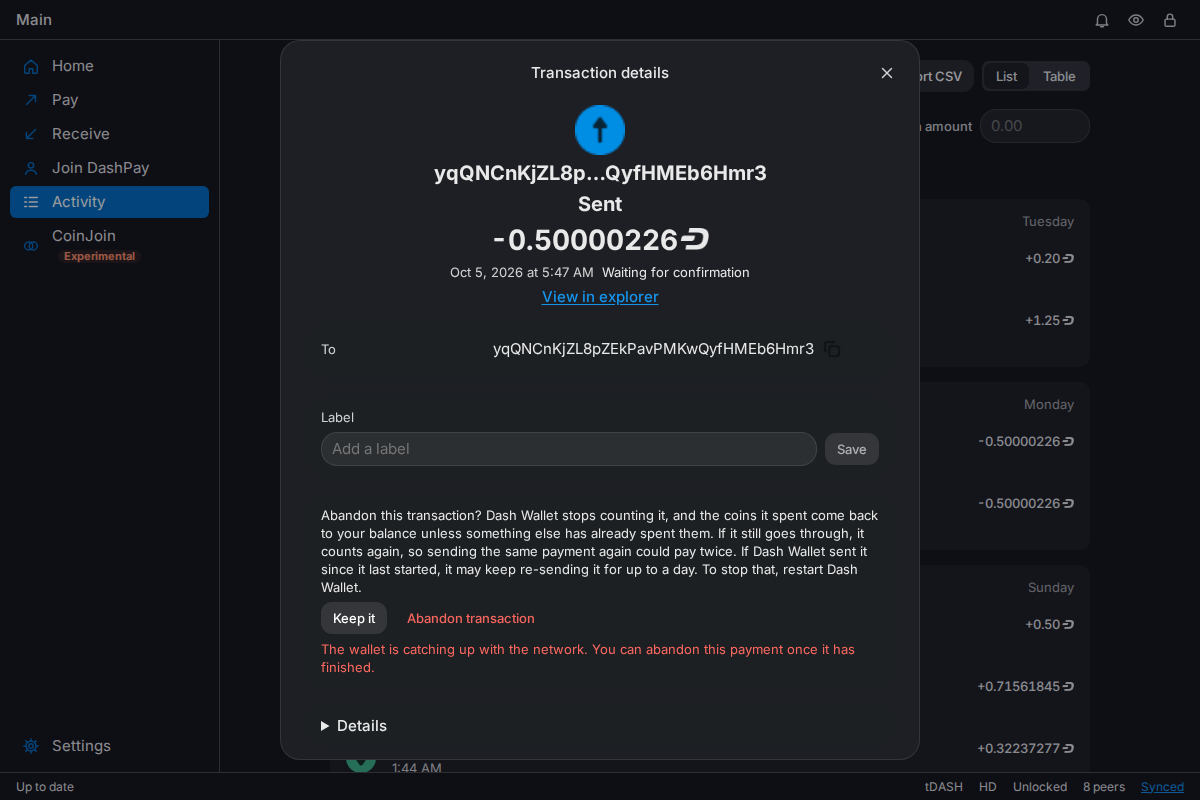 Main
Home
Pay
Receive
Join DashPay
Activity
CoinJoin
Experimental
Settings
Transaction details
yqQNCnKjZL8p...QyfHMEb6Hmr3
Sent
-0.50000226
Oct 5, 2026 at 5:47 AM Waiting for confirmation
View in explorer
To yqQNCnKjZL8pZEkPavPMKwQyfHMEb6Hmr3
Label
Add a label Save
Abandon this transaction? Dash Wallet stops counting it, and the coins it spent come back
to your balance unless something else has already spent them. If it still goes through, it
counts again, so sending the same payment again could pay twice. If Dash Wallet sent it
since it last started, it may keep re-sending it for up to a day. To stop that, restart Dash
Wallet.
Keep it Abandon transaction
The wallet is catching up with the network. You can abandon this payment once it has
finished.
Details
CSV List Table
amount 0.00
Tuesday
+0.20
+1.25
Monday
-0.50000226
-0.50000226
Sunday
+0.50
+0.71561845
+0.32237277
1:44 AM
Up to date tDASH HD Unlocked 8 peers Synced